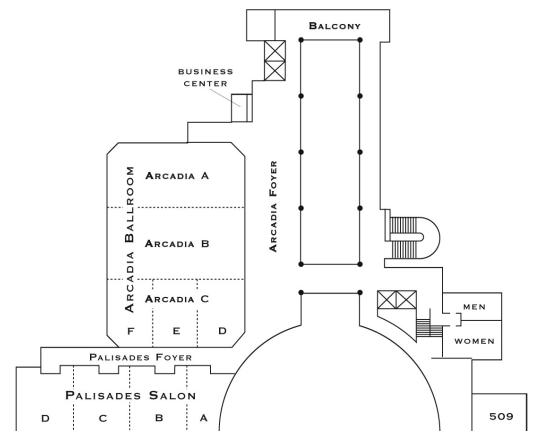 BALCONY
BUSINESS
CENTER
ARCADIA A
ARCADIA BALLROOM
ARCADIA FOYER
ARCADIA B
ARCADIA C
F E D
MEN
WOMEN
PALISADES FOYER
PALISADES SALON
D C B A
509